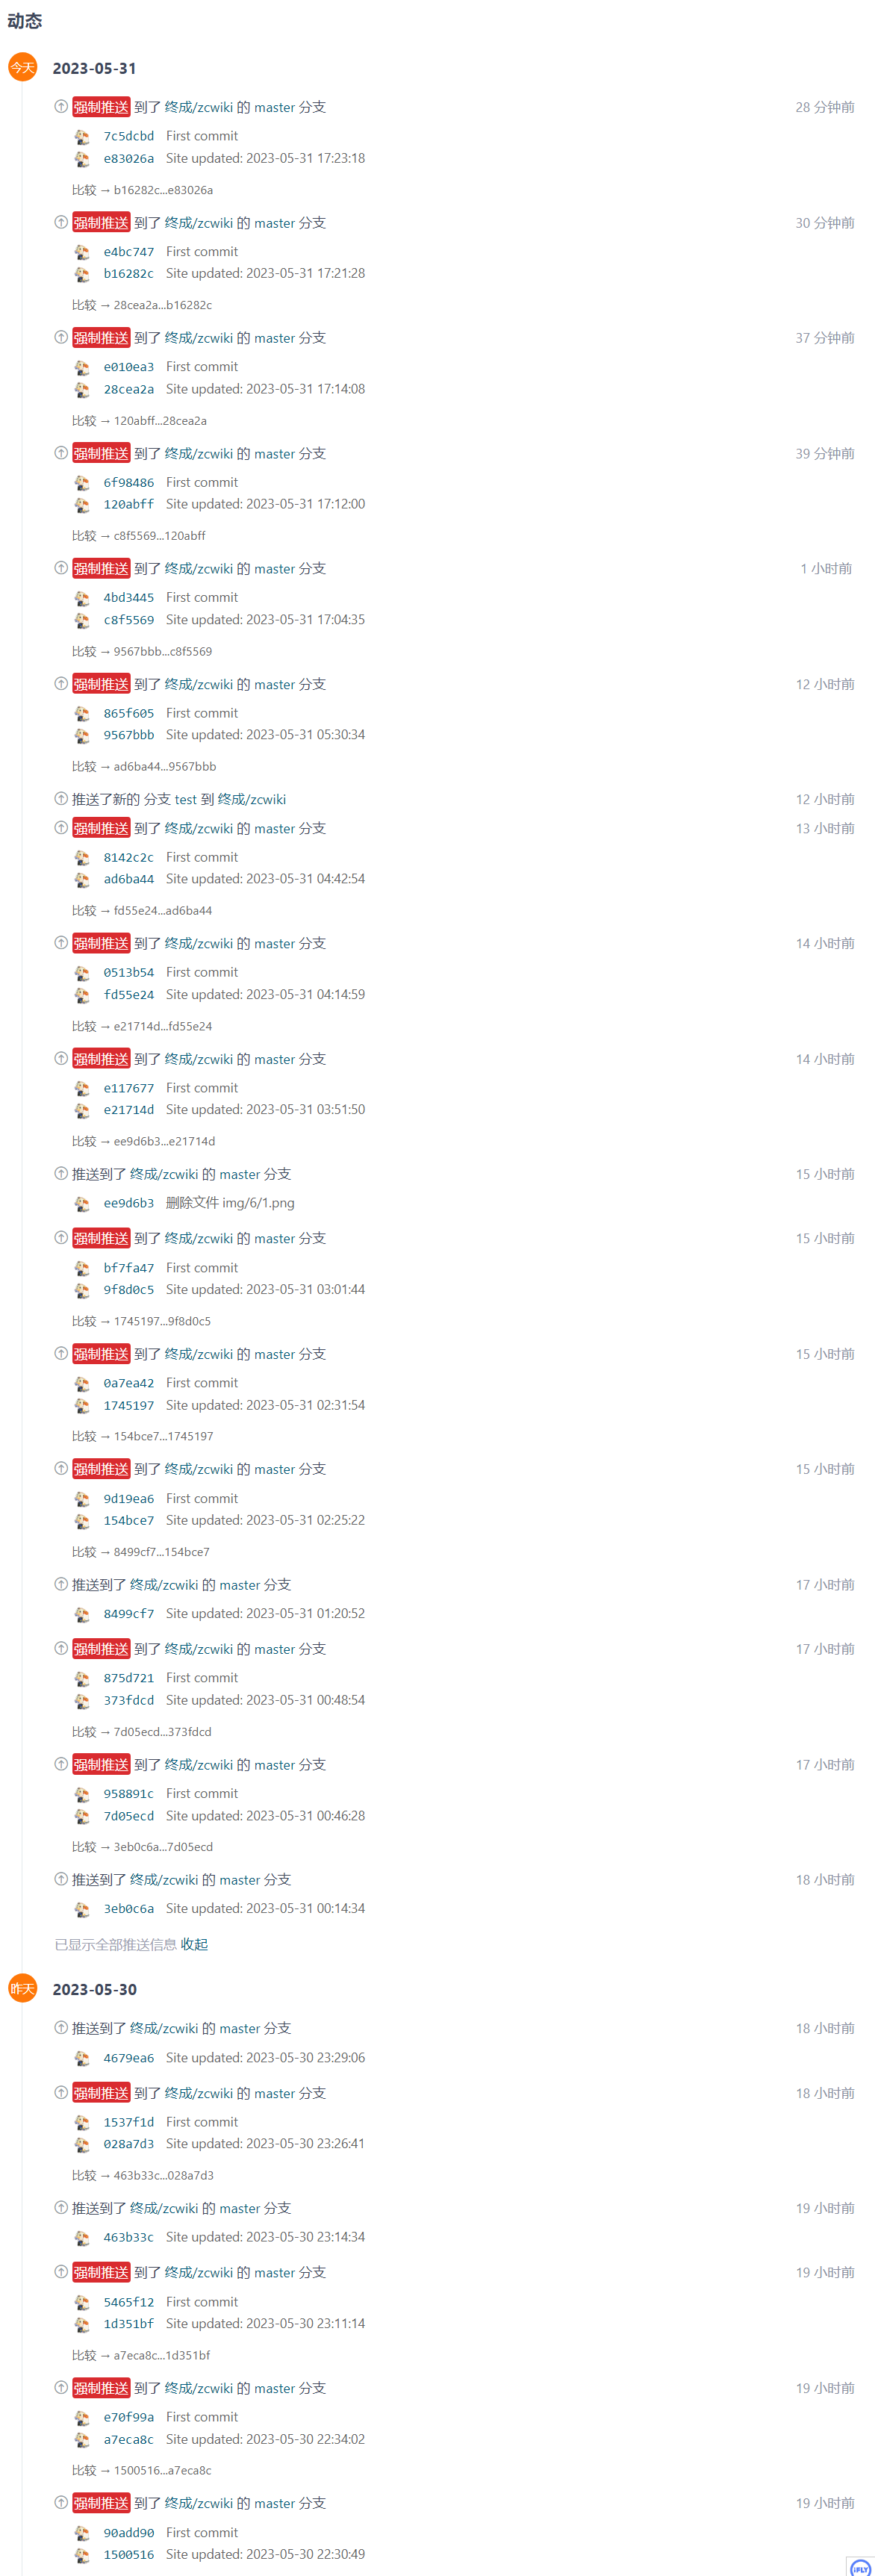 动态
今天 2023-05-31
强制推送 到了 终成/zcwiki 的 master 分支 28 分钟前
7c5dcbd First commit
e83026a Site updated: 2023-05-31 17:23:18
比较 → b16282c...e83026a
强制推送 到了 终成/zcwiki 的 master 分支 30 分钟前
e4bc747 First commit
b16282c Site updated: 2023-05-31 17:21:28
比较 → 28cea2a...b16282c
强制推送 到了 终成/zcwiki 的 master 分支 37 分钟前
e010ea3 First commit
28cea2a Site updated: 2023-05-31 17:14:08
比较 → 120abff...28cea2a
强制推送 到了 终成/zcwiki 的 master 分支 39 分钟前
6f98486 First commit
120abff Site updated: 2023-05-31 17:12:00
比较 → c8f5569...120abff
强制推送 到了 终成/zcwiki 的 master 分支 1 小时前
4bd3445 First commit
c8f5569 Site updated: 2023-05-31 17:04:35
比较 → 9567bbb...c8f5569
强制推送 到了 终成/zcwiki 的 master 分支 12 小时前
865f605 First commit
9567bbb Site updated: 2023-05-31 05:30:34
比较 → ad6ba44...9567bbb
推送了新的 分支 test 到 终成/zcwiki 12 小时前
强制推送 到了 终成/zcwiki 的 master 分支 13 小时前
8142c2c First commit
ad6ba44 Site updated: 2023-05-31 04:42:54
比较 → fd55e24...ad6ba44
强制推送 到了 终成/zcwiki 的 master 分支 14 小时前
0513b54 First commit
fd55e24 Site updated: 2023-05-31 04:14:59
比较 → e21714d...fd55e24
强制推送 到了 终成/zcwiki 的 master 分支 14 小时前
e117677 First commit
e21714d Site updated: 2023-05-31 03:51:50
比较 → ee9d6b3...e21714d
推送到了 终成/zcwiki 的 master 分支 15 小时前
ee9d6b3 删除文件 img/6/1.png
强制推送 到了 终成/zcwiki 的 master 分支 15 小时前
bf7fa47 First commit
9f8d0c5 Site updated: 2023-05-31 03:01:44
比较 → 1745197...9f8d0c5
强制推送 到了 终成/zcwiki 的 master 分支 15 小时前
0a7ea42 First commit
1745197 Site updated: 2023-05-31 02:31:54
比较 → 154bce7...1745197
强制推送 到了 终成/zcwiki 的 master 分支 15 小时前
9d19ea6 First commit
154bce7 Site updated: 2023-05-31 02:25:22
比较 → 8499cf7...154bce7
推送到了 终成/zcwiki 的 master 分支 17 小时前
8499cf7 Site updated: 2023-05-31 01:20:52
强制推送 到了 终成/zcwiki 的 master 分支 17 小时前
875d721 First commit
373fdcd Site updated: 2023-05-31 00:48:54
比较 → 7d05ecd...373fdcd
强制推送 到了 终成/zcwiki 的 master 分支 17 小时前
958891c First commit
7d05ecd Site updated: 2023-05-31 00:46:28
比较 → 3eb0c6a...7d05ecd
推送到了 终成/zcwiki 的 master 分支 18 小时前
3eb0c6a Site updated: 2023-05-31 00:14:34
已显示全部推送信息 收起
昨天 2023-05-30
推送到了 终成/zcwiki 的 master 分支 18 小时前
4679ea6 Site updated: 2023-05-30 23:29:06
强制推送 到了 终成/zcwiki 的 master 分支 18 小时前
1537f1d First commit
028a7d3 Site updated: 2023-05-30 23:26:41
比较 → 463b33c...028a7d3
推送到了 终成/zcwiki 的 master 分支 19 小时前
463b33c Site updated: 2023-05-30 23:14:34
强制推送 到了 终成/zcwiki 的 master 分支 19 小时前
5465f12 First commit
1d351bf Site updated: 2023-05-30 23:11:14
比较 → a7eca8c...1d351bf
强制推送 到了 终成/zcwiki 的 master 分支 19 小时前
e70f99a First commit
a7eca8c Site updated: 2023-05-30 22:34:02
比较 → 1500516...a7eca8c
强制推送 到了 终成/zcwiki 的 master 分支 19 小时前
90add90 First commit
1500516 Site updated: 2023-05-30 22:30:49
iFLY